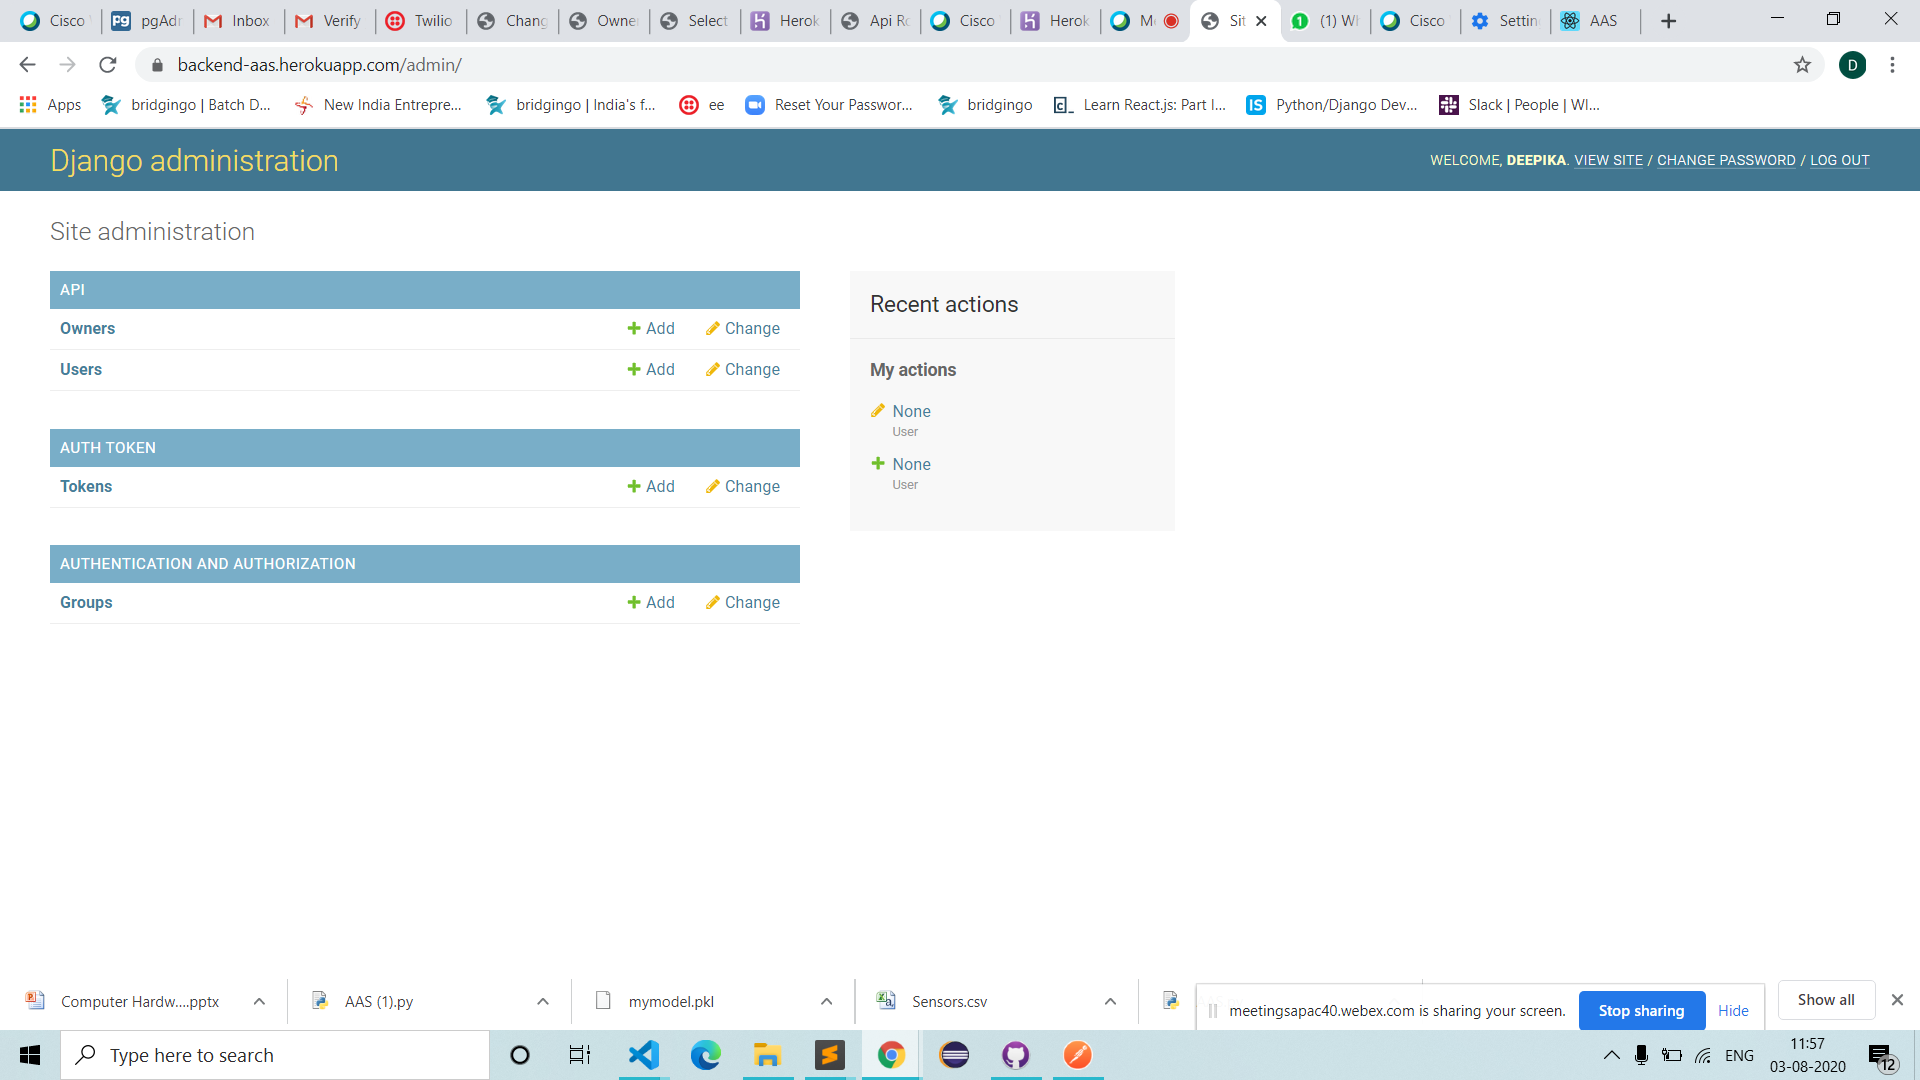 Cisco pgAdr Inbox Verify Twilio Chang Owne Select Herok Api Ro Cisco Herok Sit (1) Wh Cisco Settin AAS
backend-aas.herokuapp.com/admin/ D
Apps bridgingo | Batch D... New India Entrepre... bridgingo | India's f... ee Reset Your Passwor... bridgingo Learn React.js: Part I... Python/Django Dev... Slack | People | WI...
Django administration WELCOME, DEEPIKA. VIEW SITE / CHANGE PASSWORD / LOG OUT
Site administration
API
Owners Add Change
Users Add Change
AUTH TOKEN
Tokens Add Change
AUTHENTICATION AND AUTHORIZATION
Groups Add Change
Recent actions
My actions
None
User
None
User
Computer Hardw....pptx AAS (1).py mymodel.pkl Sensors.csv meetingsapac40.webex.com is sharing your screen. Stop sharing Hide Show all
Type here to search ENG 11:57
03-08-2020 12